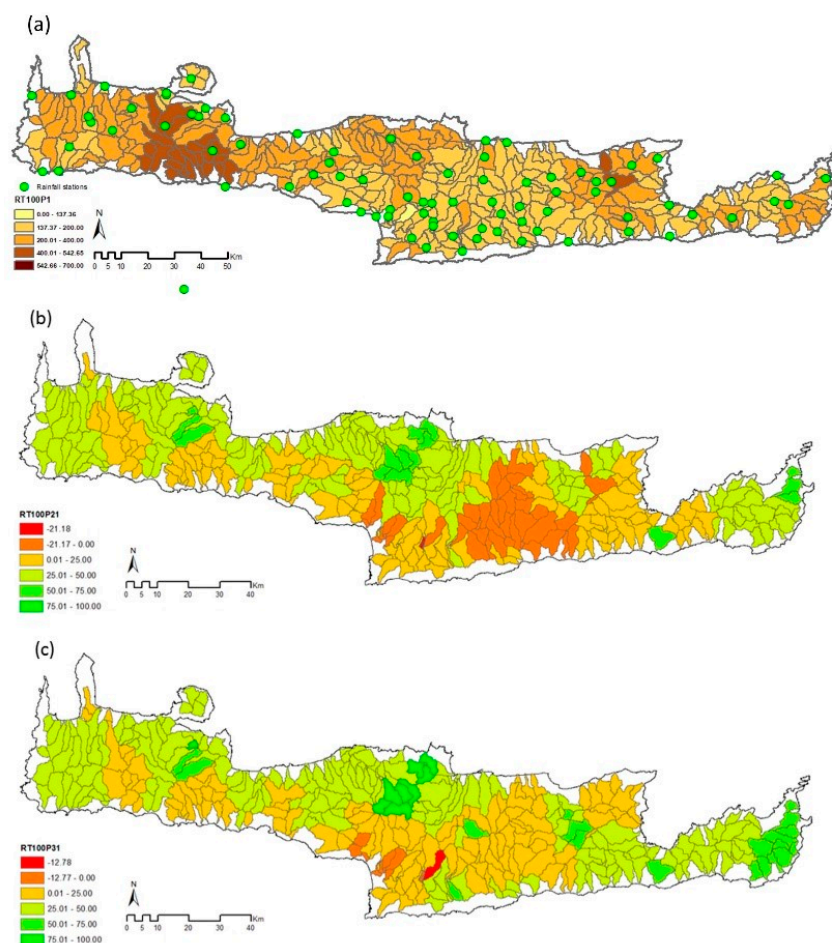 (a)
Rainfall stations
RT100P1
0.00 - 137.36
137.37 - 200.00
200.01 - 400.00
400.01 - 542.65
542.66 - 700.00
N
Km
0 5 10 20 30 40 50
(b)
RT100P21
-21.18
-21.17 - 0.00
0.01 - 25.00
25.01 - 50.00
50.01 - 75.00
75.01 - 100.00
N
Km
0 5 10 20 30 40
(c)
RT100P31
-12.78
-12.77 - 0.00
0.01 - 25.00
25.01 - 50.00
50.01 - 75.00
75.01 - 100.00
N
Km
0 5 10 20 30 40